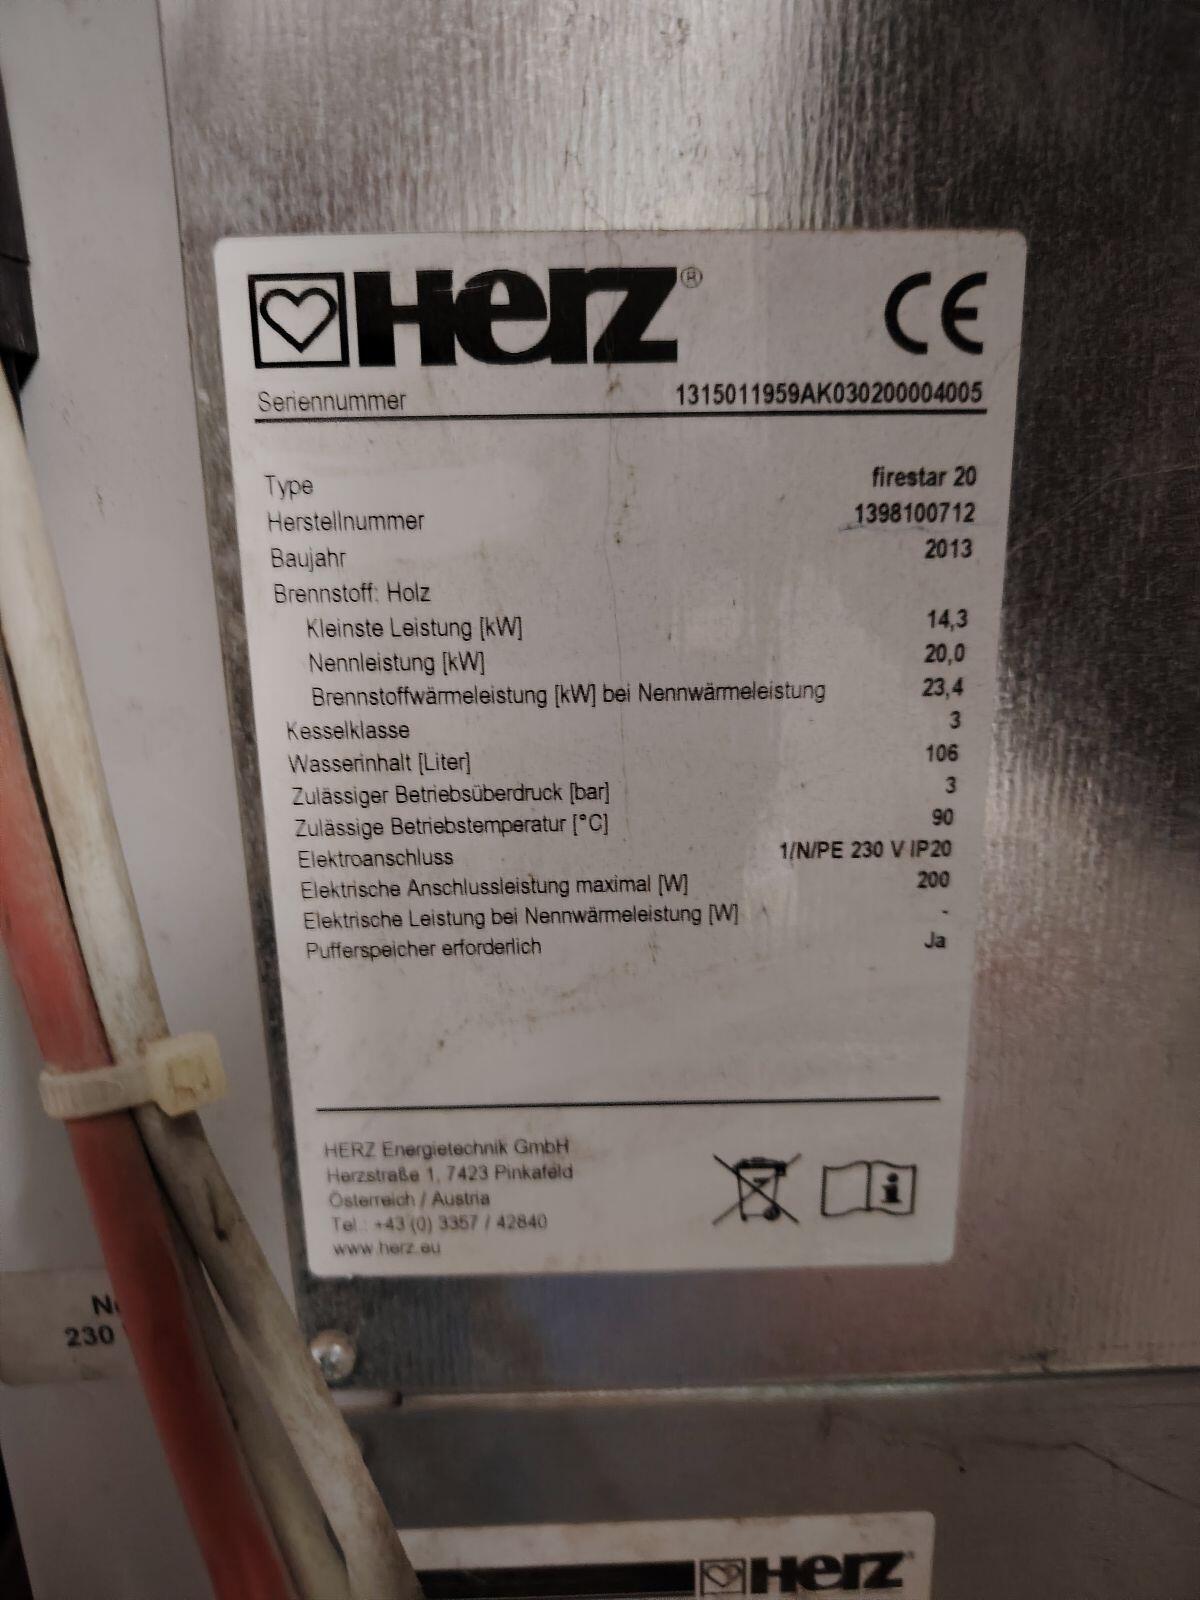 Herz®
CE
Seriennummer 1315011959AK030200004005
Type firestar 20
Herstellnummer 1398100712
Baujahr 2013
Brennstoff: Holz
Kleinste Leistung [kW] 14,3
Nennleistung [kW] 20,0
Brennstoffwärmeleistung [kW] bei Nennwärmeleistung 23,4
Kesselklasse 3
Wasserinhalt [Liter] 106
Zulässiger Betriebsüberdruck [bar] 3
Zulässige Betriebstemperatur [°C] 90
Elektroanschluss 1/N/PE 230 V IP20
Elektrische Anschlussleistung maximal [W] 200
Elektrische Leistung bei Nennwärmeleistung [W] -
Pufferspeicher erforderlich Ja
HERZ Energietechnik GmbH
Herzstraße 1, 7423 Pinkafeld
Österreich / Austria
Tel.: +43 (0) 3357 / 42840
www.herz.eu
230
Herz